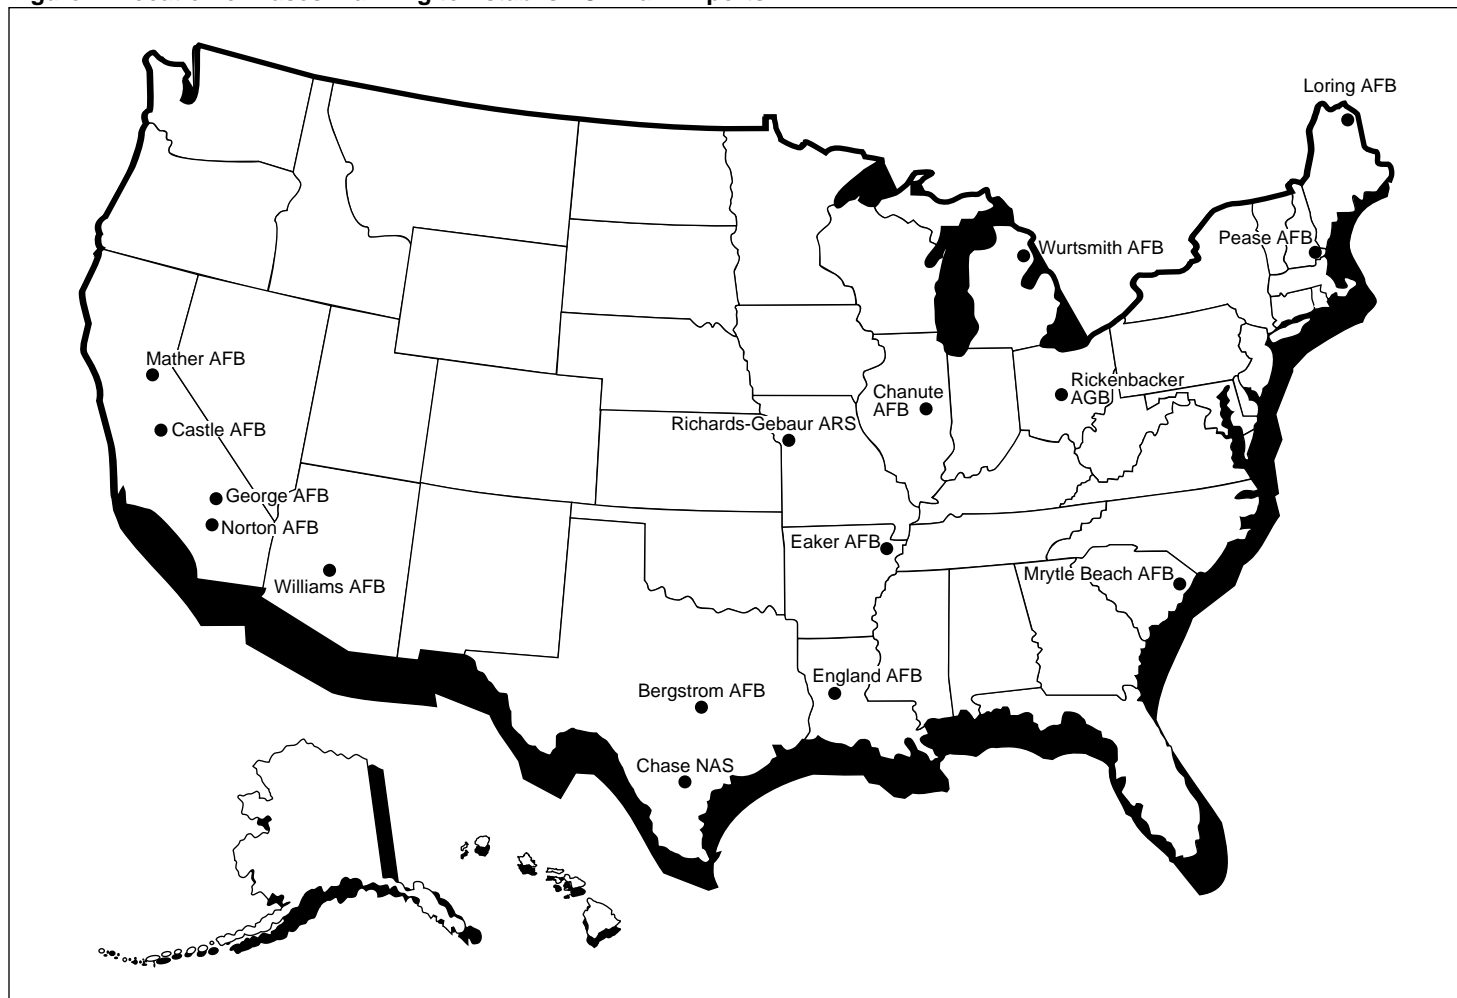 Loring AFB
Pease AFB
Wurtsmith AFB
Mather AFB
Castle AFB
Chanute
AFB
Rickenbacker
AGB
Richards-Gebaur ARS
George AFB
Norton AFB
Eaker AFB
Williams AFB
Mrytle Beach AFB
England AFB
Bergstrom AFB
Chase NAS